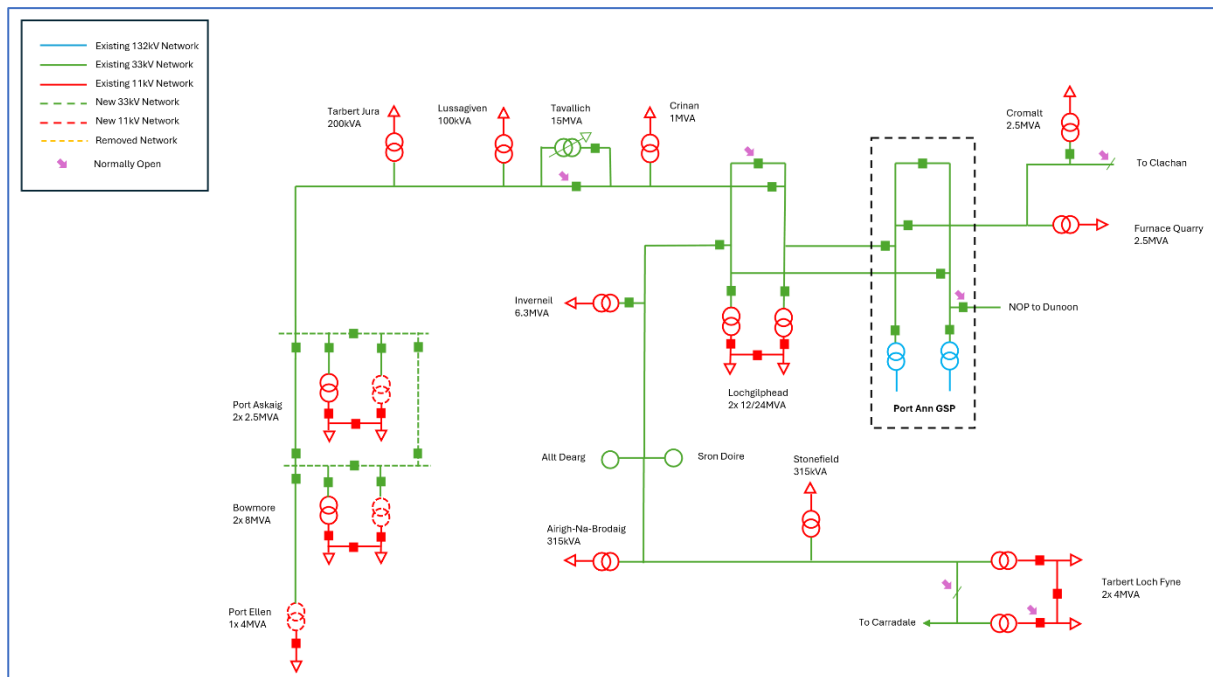 Existing 132kV Network
Existing 33kV Network
Existing 11kV Network
New 33kV Network
New 11kV Network
Removed Network
Normally Open
Tarbert Jura
200kVA
Lussagiven
100kVA
Tavallich
15MVA
Crinan
1MVA
Cromalt
2.5MVA
To Clachan
Furnace Quarry
2.5MVA
Inverneil
6.3MVA
NOP to Dunoon
Lochgilphead
2x 12/24MVA
Port Ann GSP
Port Askaig
2x 2.5MVA
Allt Dearg
Sron Doire
Stonefield
315kVA
Bowmore
2x 8MVA
Airigh-Na-Brodaig
315kVA
Tarbert Loch Fyne
2x 4MVA
Port Ellen
1x 4MVA
To Carradale